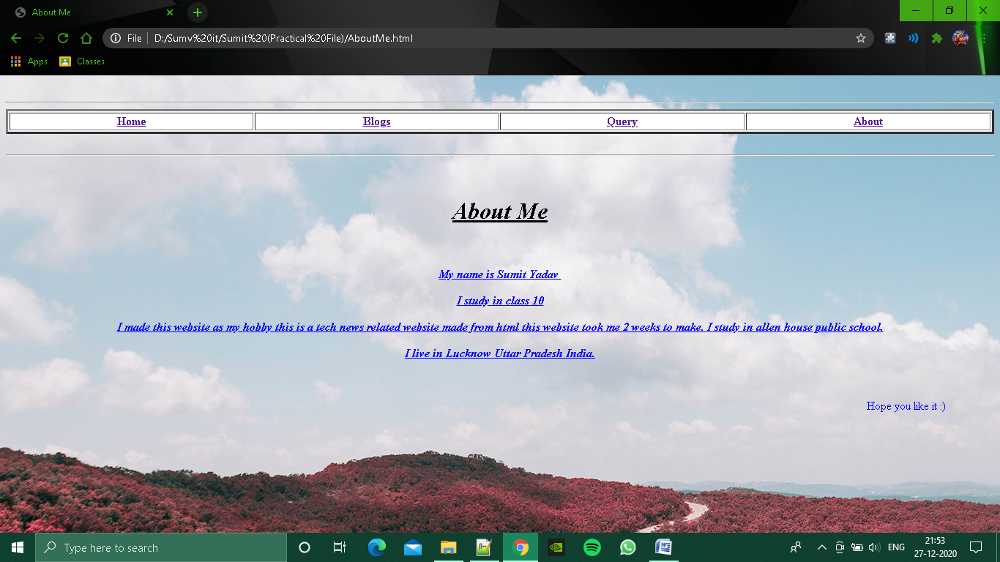 About Me
File D:/Sumv%20it/Sumit%20(Practical%20File)/AboutMe.html
Apps Classes
Home Blogs Query About
About Me
My name is Sumit Yadav
I study in class 10
I made this website as my hobby this is a tech news related website made from html this website took me 2 weeks to make. I study in allen house public school.
I live in Lucknow Uttar Pradesh India.
Hope you like it :)
Type here to search
ENG 21:53
27-12-2020